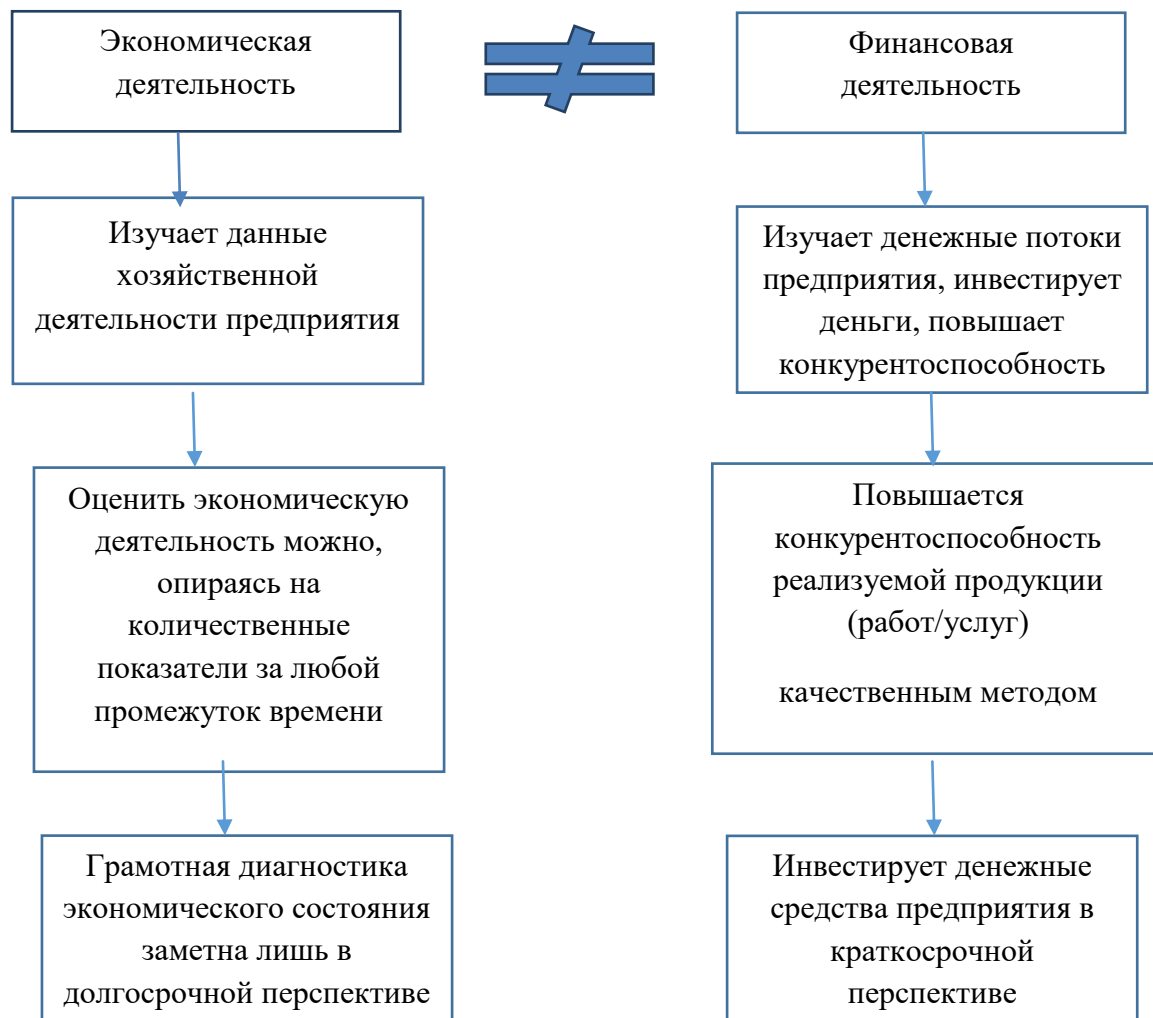 Экономическая
деятельность
Финансовая
деятельность
Изучает данные
хозяйственной
деятельности предприятия
Изучает денежные потоки
предприятия, инвестирует
деньги, повышает
конкурентоспособность
Оценить экономическую
деятельность можно,
опираясь на
количественные
показатели за любой
промежуток времени
Повышается
конкурентоспособность
реализуемой продукции
(работ/услуг)
качественным методом
Грамотная диагностика
экономического состояния
заметна лишь в
долгосрочной перспективе
Инвестирует денежные
средства предприятия в
краткосрочной
перспективе